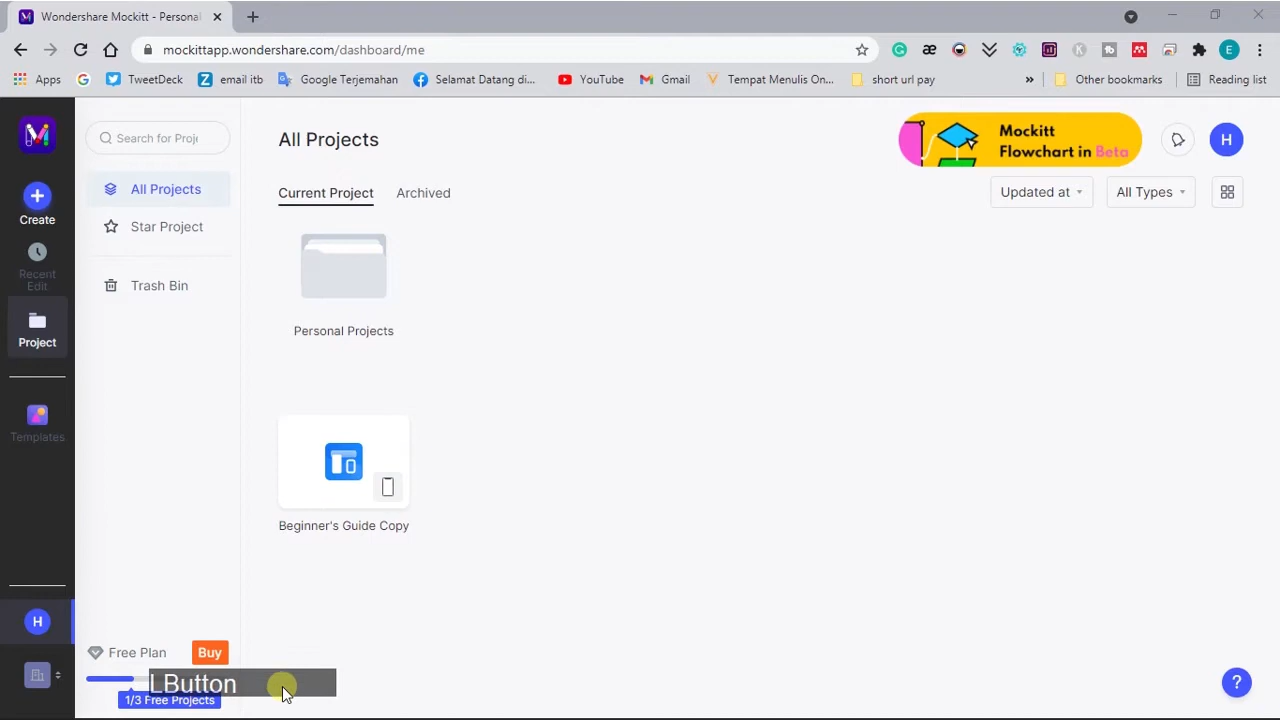 Wondershare Mockitt - Personal
mockittapp.wondershare.com/dashboard/me
Apps TweetDeck email itb Google Terjemahan Selamat Datang di... YouTube Gmail Tempat Menulis On... short url pay » Other bookmarks Reading list
Search for Proj
All Projects
Star Project
Trash Bin
Create
Recent
Edit
Project
Templates
H
Free Plan Buy
LButton
1/3 Free Projects
All Projects
Mockitt
Flowchart in Beta
H
Current Project Archived
Updated at All Types
Personal Projects
Beginner's Guide Copy
?